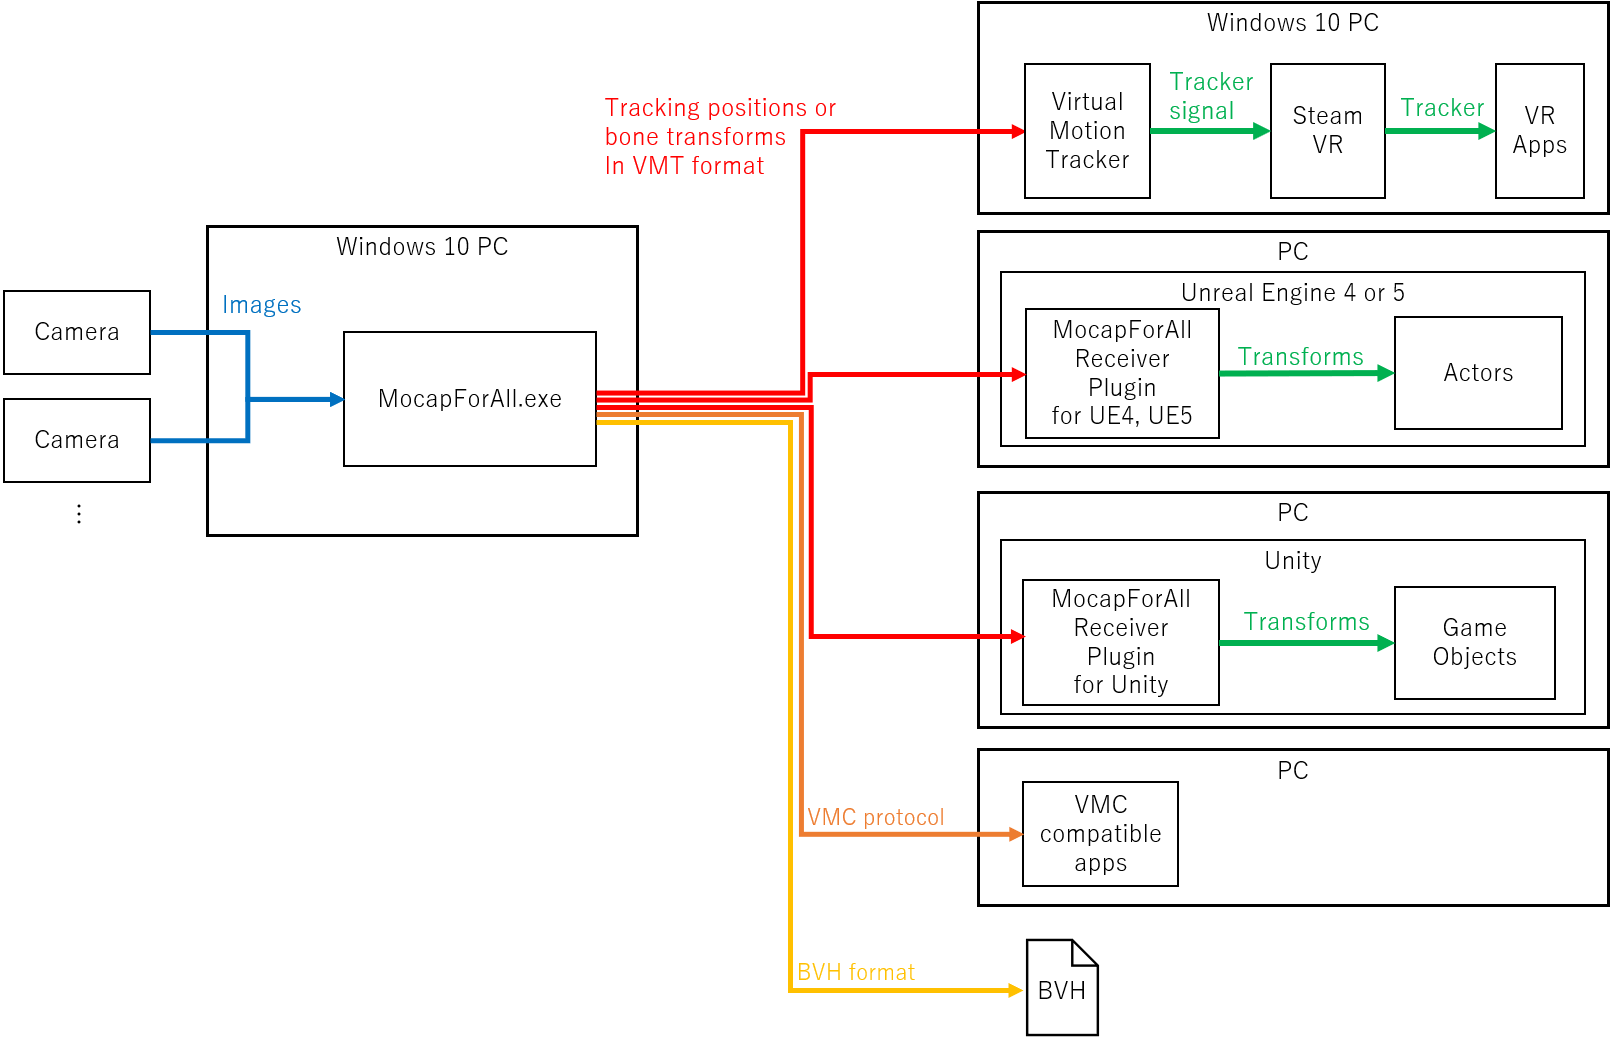 Camera
Camera
⋮
Windows 10 PC
Images
MocapForAll.exe
Tracking positions or
bone transforms
In VMT format
Windows 10 PC
Virtual
Motion
Tracker
Tracker
signal
Steam
VR
Tracker
VR
Apps
PC
Unreal Engine 4 or 5
MocapForAll
Receiver
Plugin
for UE4, UE5
Transforms
Actors
PC
Unity
MocapForAll
Receiver
Plugin
for Unity
Transforms
Game
Objects
VMC protocol
PC
VMC
compatible
apps
BVH format
BVH